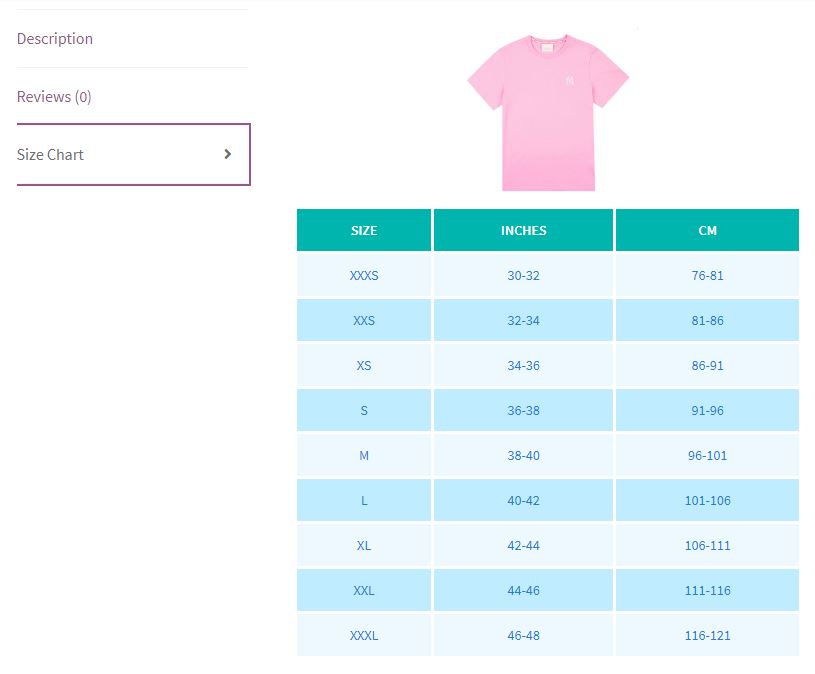 Description
Reviews (0)
Size Chart
SIZE INCHES CM
XXXS 30-32 76-81
XXS 32-34 81-86
XS 34-36 86-91
S 36-38 91-96
M 38-40 96-101
L 40-42 101-106
XL 42-44 106-111
XXL 44-46 111-116
XXXL 46-48 116-121